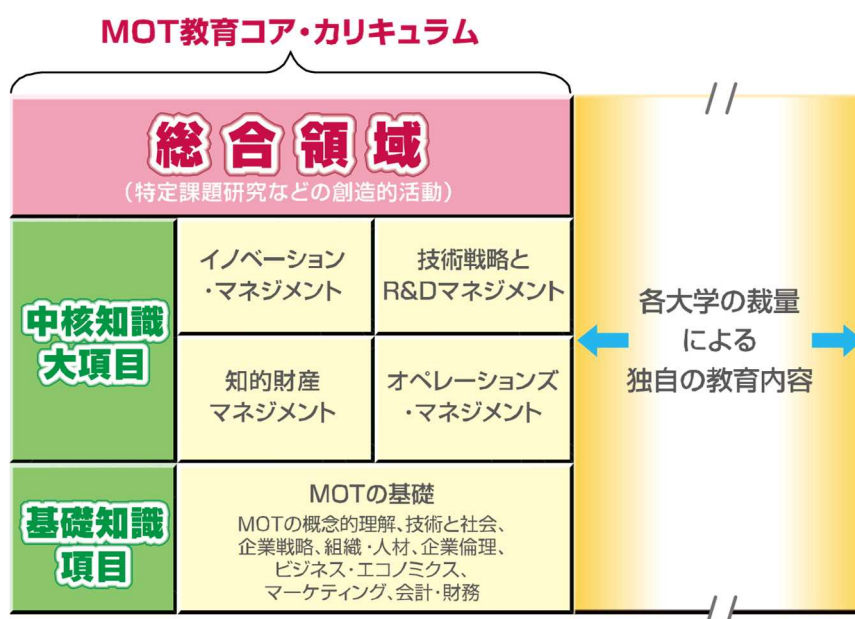 MOT教育コア・カリキュラム
総合領域
（特定課題研究などの創造的活動）
中核知識
大項目
イノベーション
・マネジメント
技術戦略と
R&Dマネジメント
知的財産
マネジメント
オペレーションズ
・マネジメント
基礎知識
項目
MOTの基礎
MOTの概念的理解、技術と社会、
企業戦略、組織・人材、企業倫理、
ビジネス・エコノミクス、
マーケティング、会計・財務
各大学の裁量
による
独自の教育内容